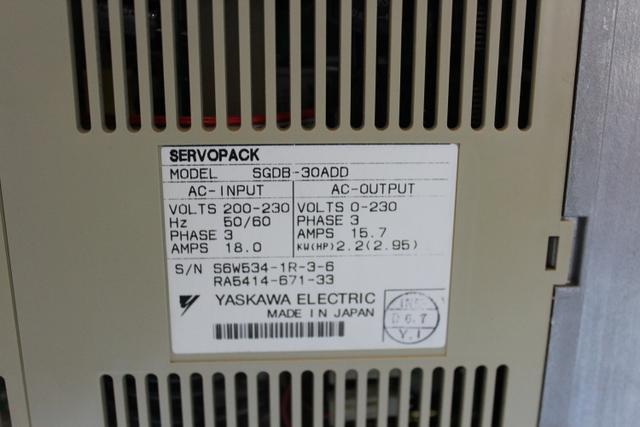 SERVOPACK
MODEL SGDB-30ADD
AC-INPUT AC-OUTPUT
VOLTS 200-230 VOLTS 0-230
Hz 50/60 PHASE 3
PHASE 3 AMPS 15.7
AMPS 18.0 KW(HP) 2.2(2.95)
S/N S6W534-1R-3-6
RA5414-671-33
YASKAWA ELECTRIC
MADE IN JAPAN
6.7
Y.I